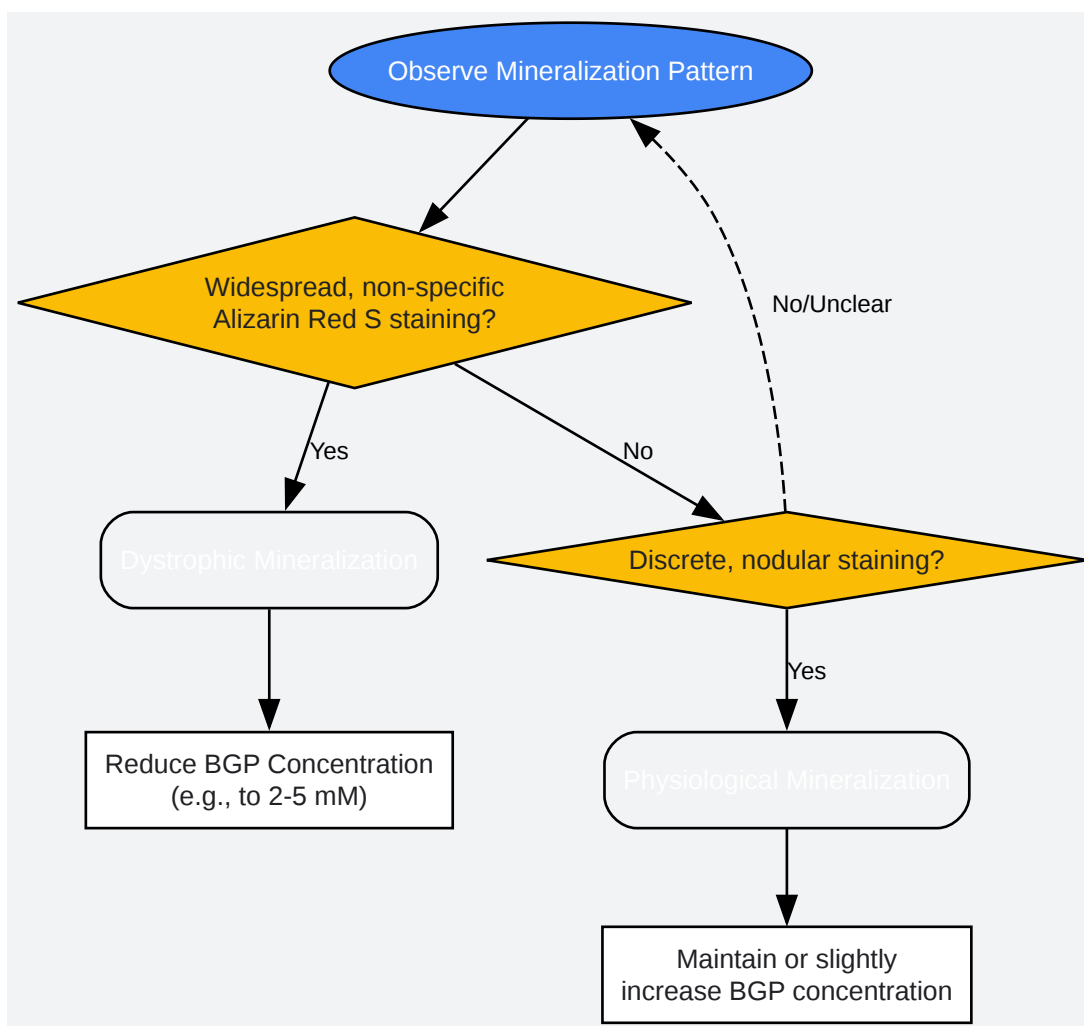 Observe Mineralization Pattern
Widespread, non-specific
Alizarin Red S staining?
No/Unclear
Yes
No
Dystrophic Mineralization
Discrete, nodular staining?
Yes
Reduce BGP Concentration
(e.g., to 2-5 mM)
Physiological Mineralization
Maintain or slightly
increase BGP concentration